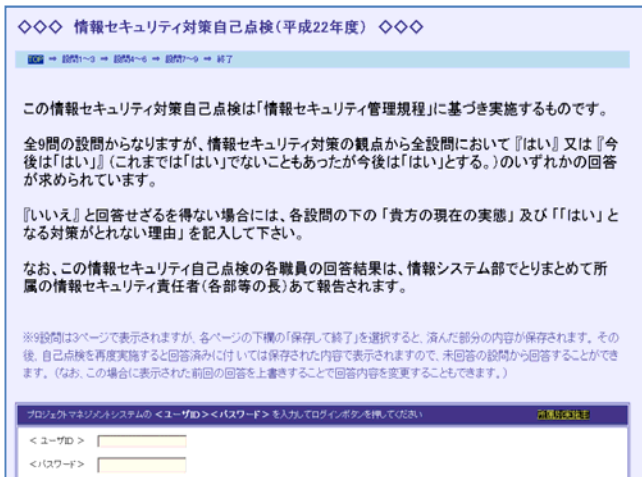 ◇◇◇ 情報セキュリティ対策自己点検(平成22年度) ◇◇◇
TOP ⇒ 設問1~3 ⇒ 設問4~6 ⇒ 設問7~9 ⇒ 終了
この情報セキュリティ対策自己点検は「情報セキュリティ管理規程」に基づき実施するものです。
全9問の設問からなりますが、情報セキュリティ対策の観点から全設問において『はい』又は『今
後は「はい」』(これまでは「はい」でないこともあったが今後は「はい」とする。)のいずれかの回答
が求められています。
『いいえ』と回答せざるを得ない場合には、各設問の下の「貴方の現在の実態」及び「「はい」と
なる対策がとれない理由」を記入して下さい。
なお、この情報セキュリティ自己点検の各職員の回答結果は、情報システム部でとりまとめて所
属の情報セキュリティ責任者(各部等の長)あて報告されます。
※9設問は3ページで表示されますが、各ページの下欄の「保存して終了」を選択すると、済んだ部分の内容が保存されます。その
後、自己点検を再度実施すると回答済みに付いては保存された内容で表示されますので、未回答の設問から回答することができ
ます。(なお、この場合に表示された前回の回答を上書きすることで回答内容を変更することもできます。)
プロジェクトマネジメントシステムの <ユーザID><パスワード> を入力してログインボタンを押してください 所属別実施率
< ユーザID >
<パスワード>